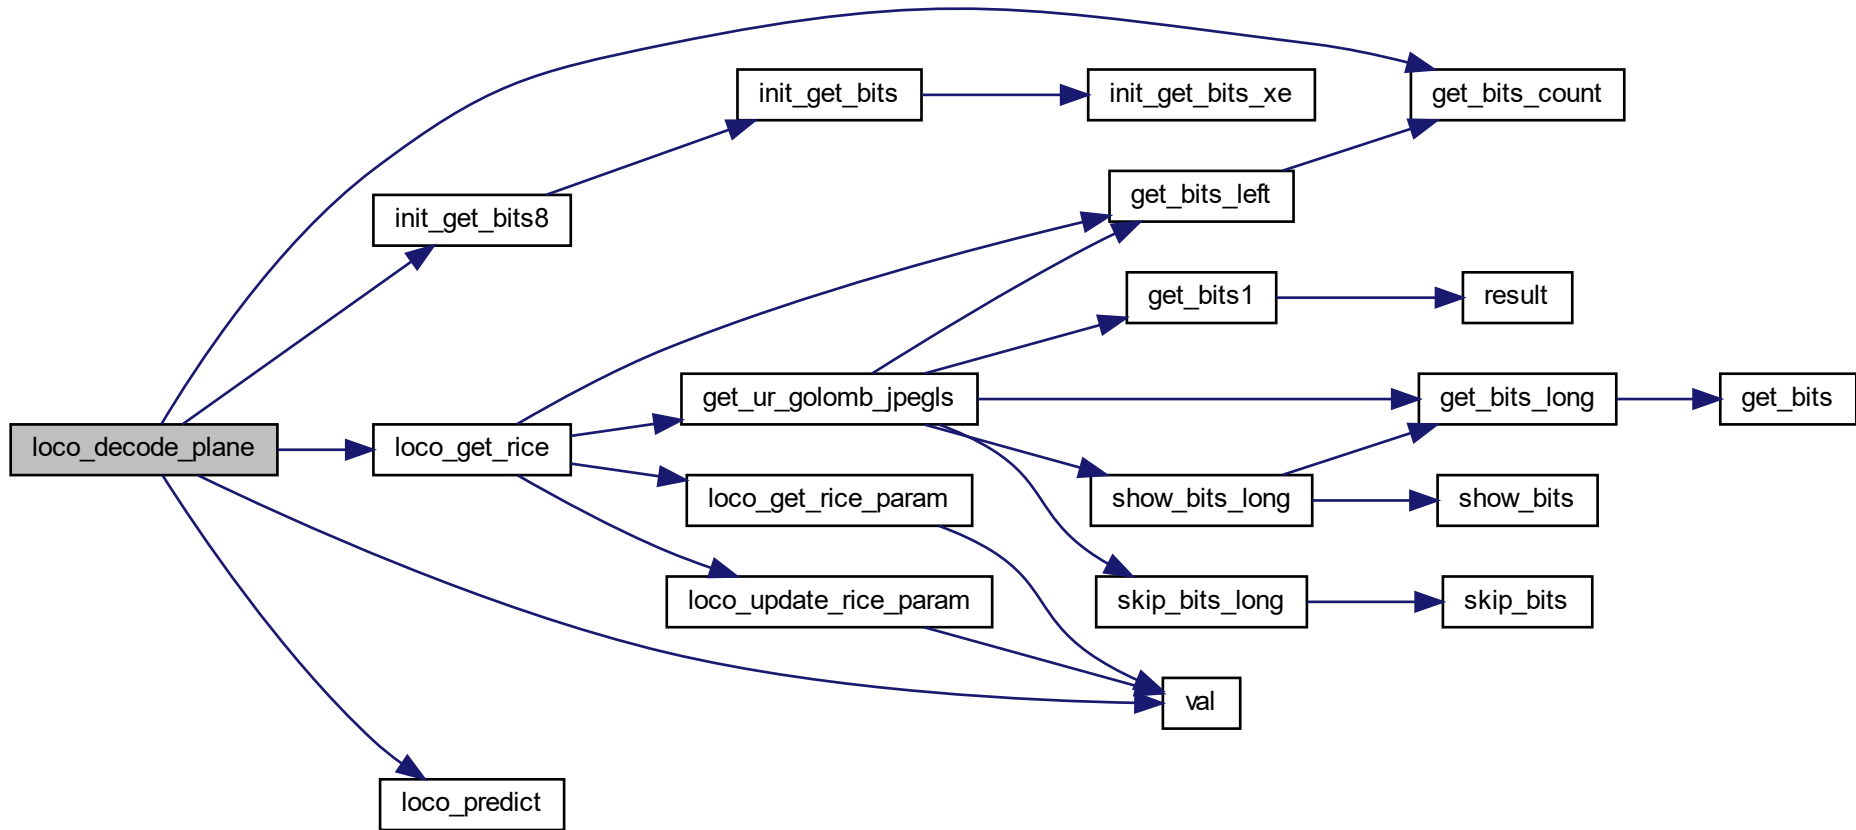 init_get_bits
init_get_bits_xe
get_bits_count
get_bits_left
init_get_bits8
get_bits1
result
get_ur_golomb_jpegls
get_bits_long
get_bits
loco_decode_plane
loco_get_rice
loco_get_rice_param
show_bits_long
show_bits
loco_update_rice_param
skip_bits_long
skip_bits
val
loco_predict